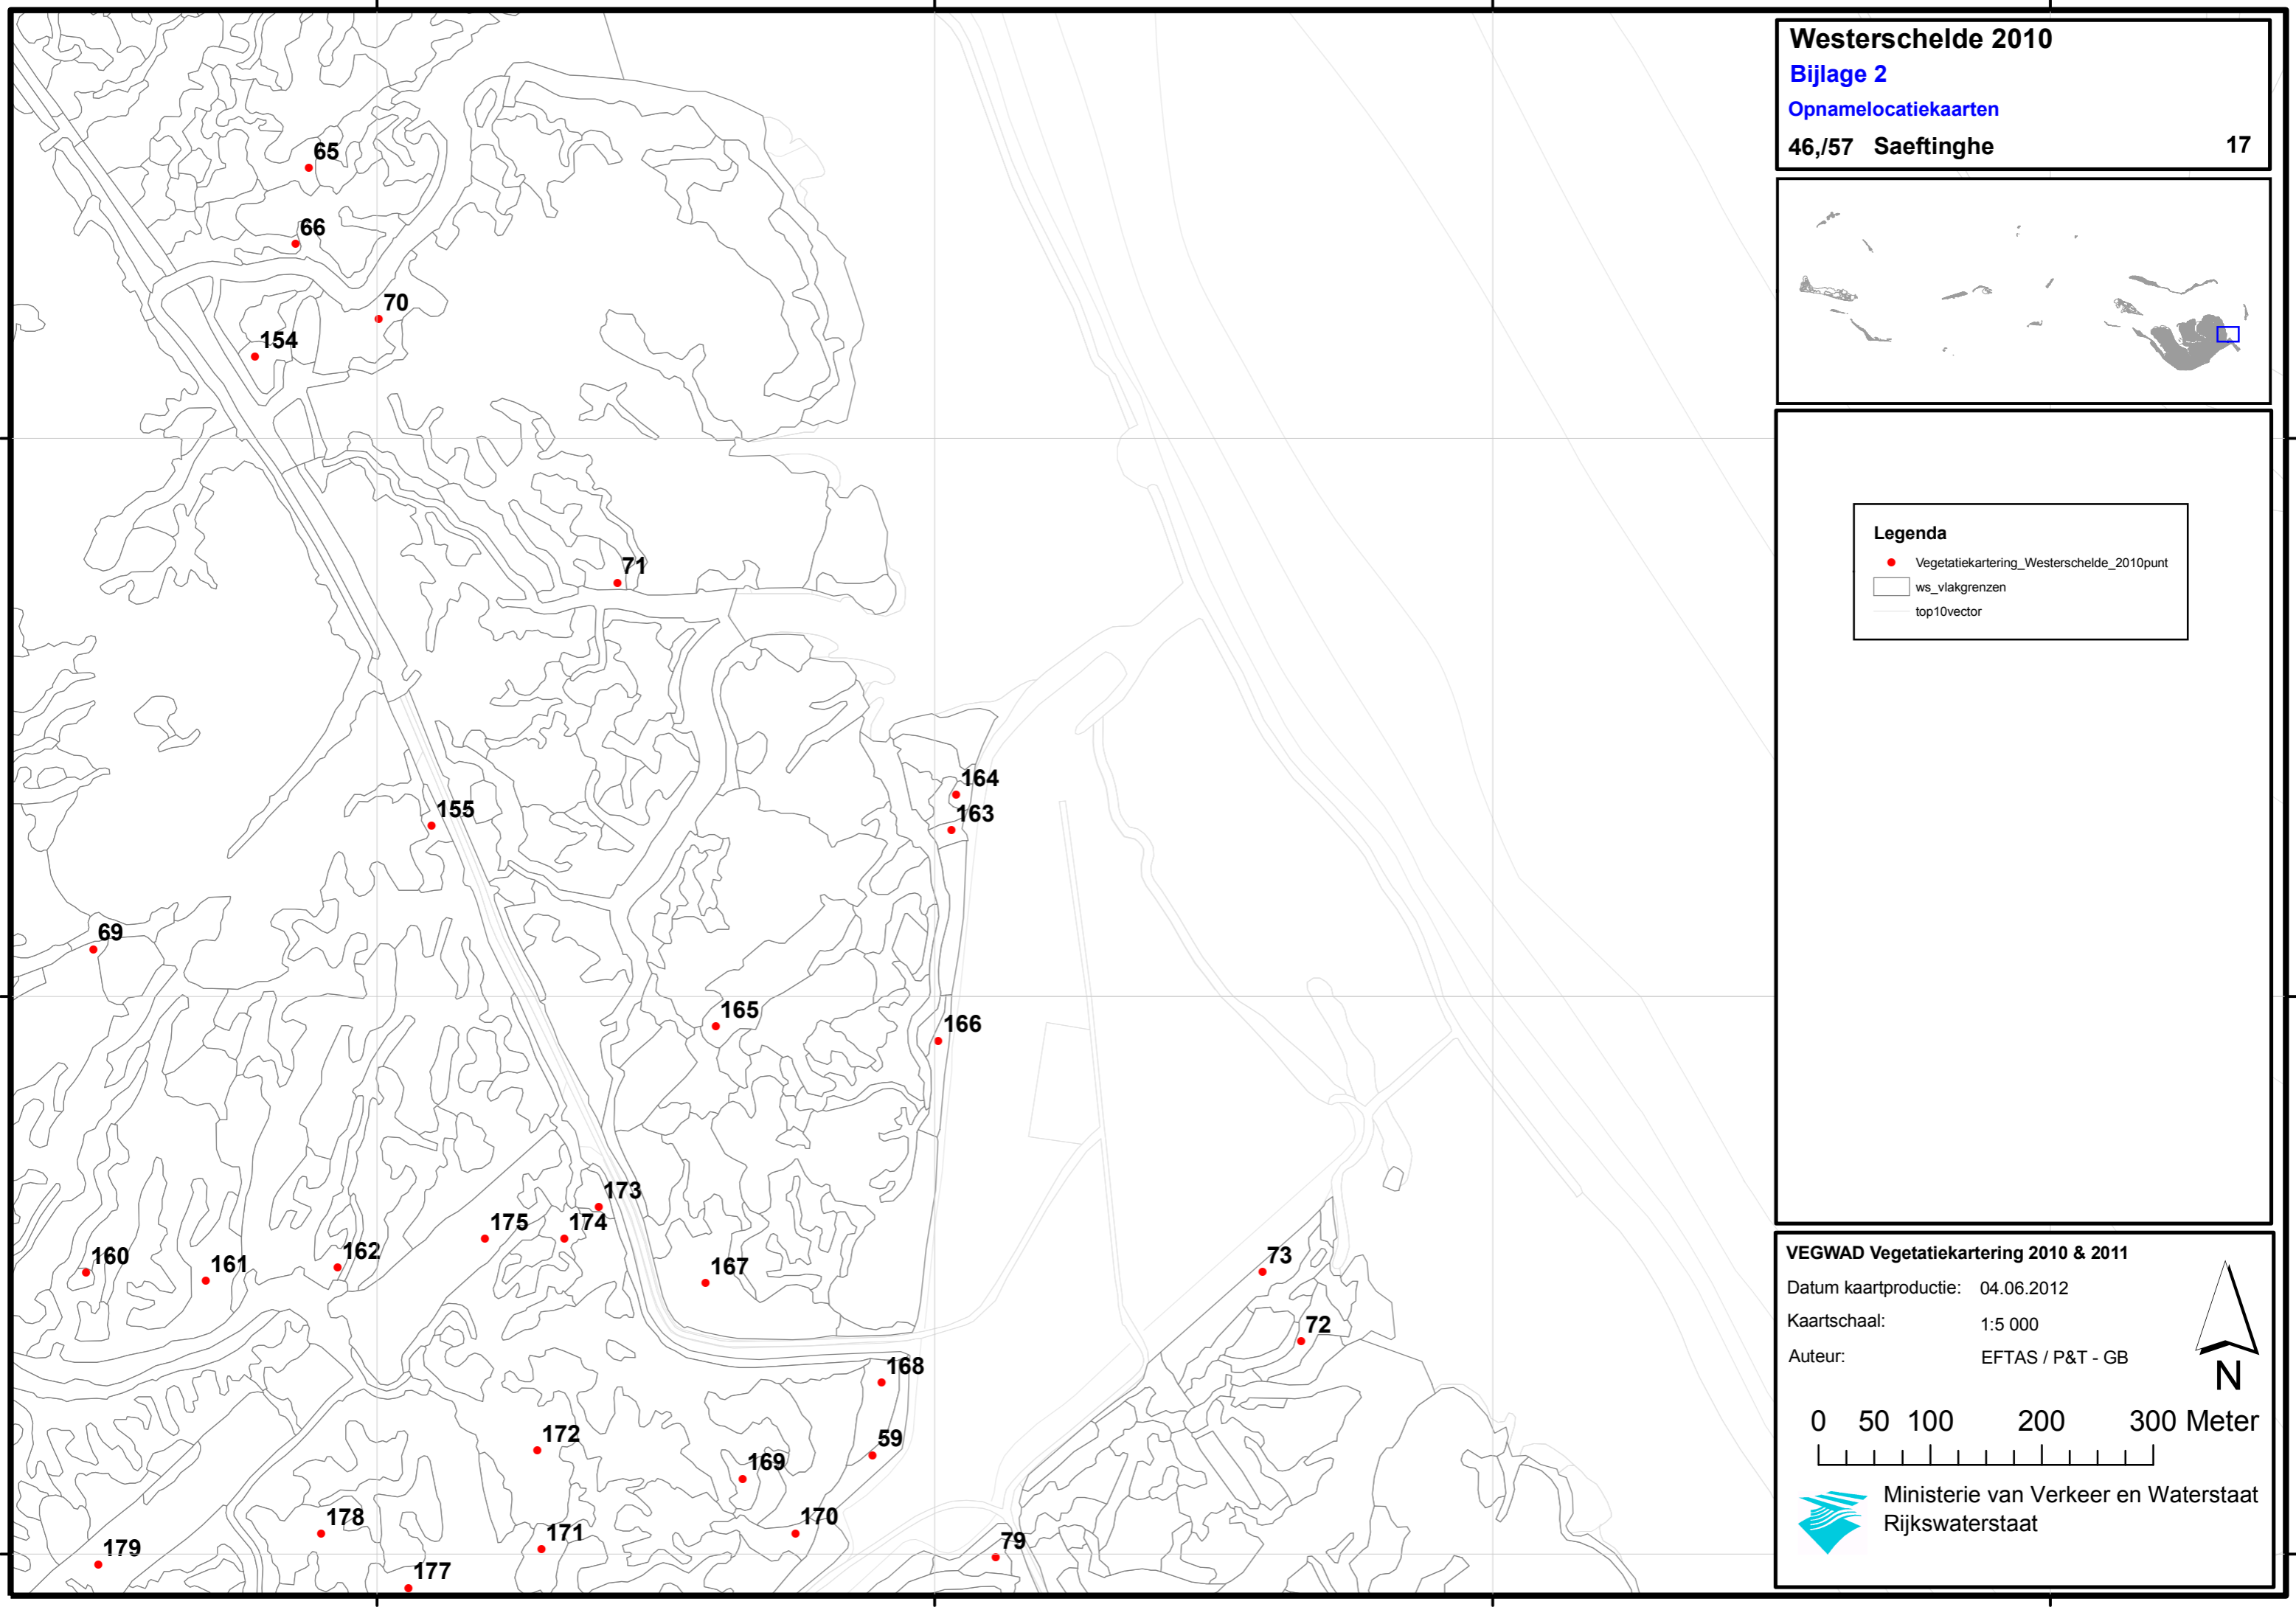 Westerschelde 2010
Bijlage 2
Opnamelocatiekaarten
46,/57 Saeftinghe 17
Legenda
Vegetatiekartering_Westerschelde_2010punt
ws_vlakgrenzen
top10vector
65
66
70
154
71
164
163
155
69
165
166
173
175
174
160
161
162
167
73
72
168
172
59
169
178
170
171
179
79
177
VEGWAD Vegetatiekartering 2010 & 2011
Datum kaartproductie: 04.06.2012
Kaartschaal: 1:5 000
Auteur: EFTAS / P&T - GB
N
0 50 100 200 300 Meter
Ministerie van Verkeer en Waterstaat
Rijkswaterstaat